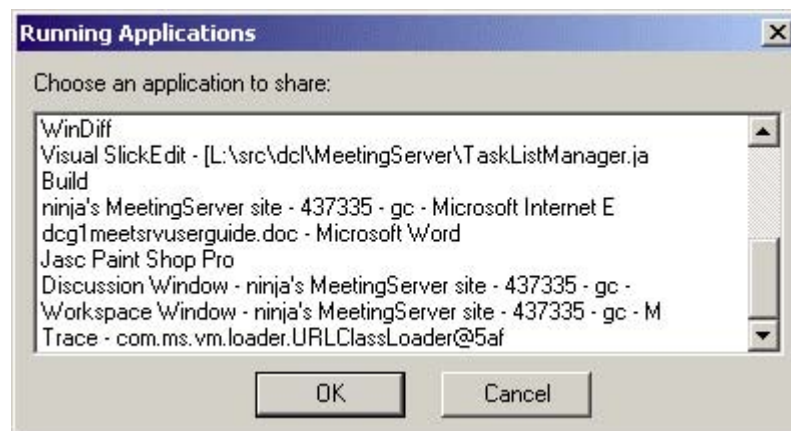 Running Applications
Choose an application to share:
WinDiff
Visual SlickEdit - [L:\src\dcl\MeetingServer\TaskListManager.ja
Build
ninja's MeetingServer site - 437335 - gc - Microsoft Internet E
dcg1meetsrvuserguide.doc - Microsoft Word
Jasc Paint Shop Pro
Discussion Window - ninja's MeetingServer site - 437335 - gc -
Workspace Window - ninja's MeetingServer site - 437335 - gc - M
Trace - com.ms.vm.loader.URLClassLoader@5af
OK Cancel